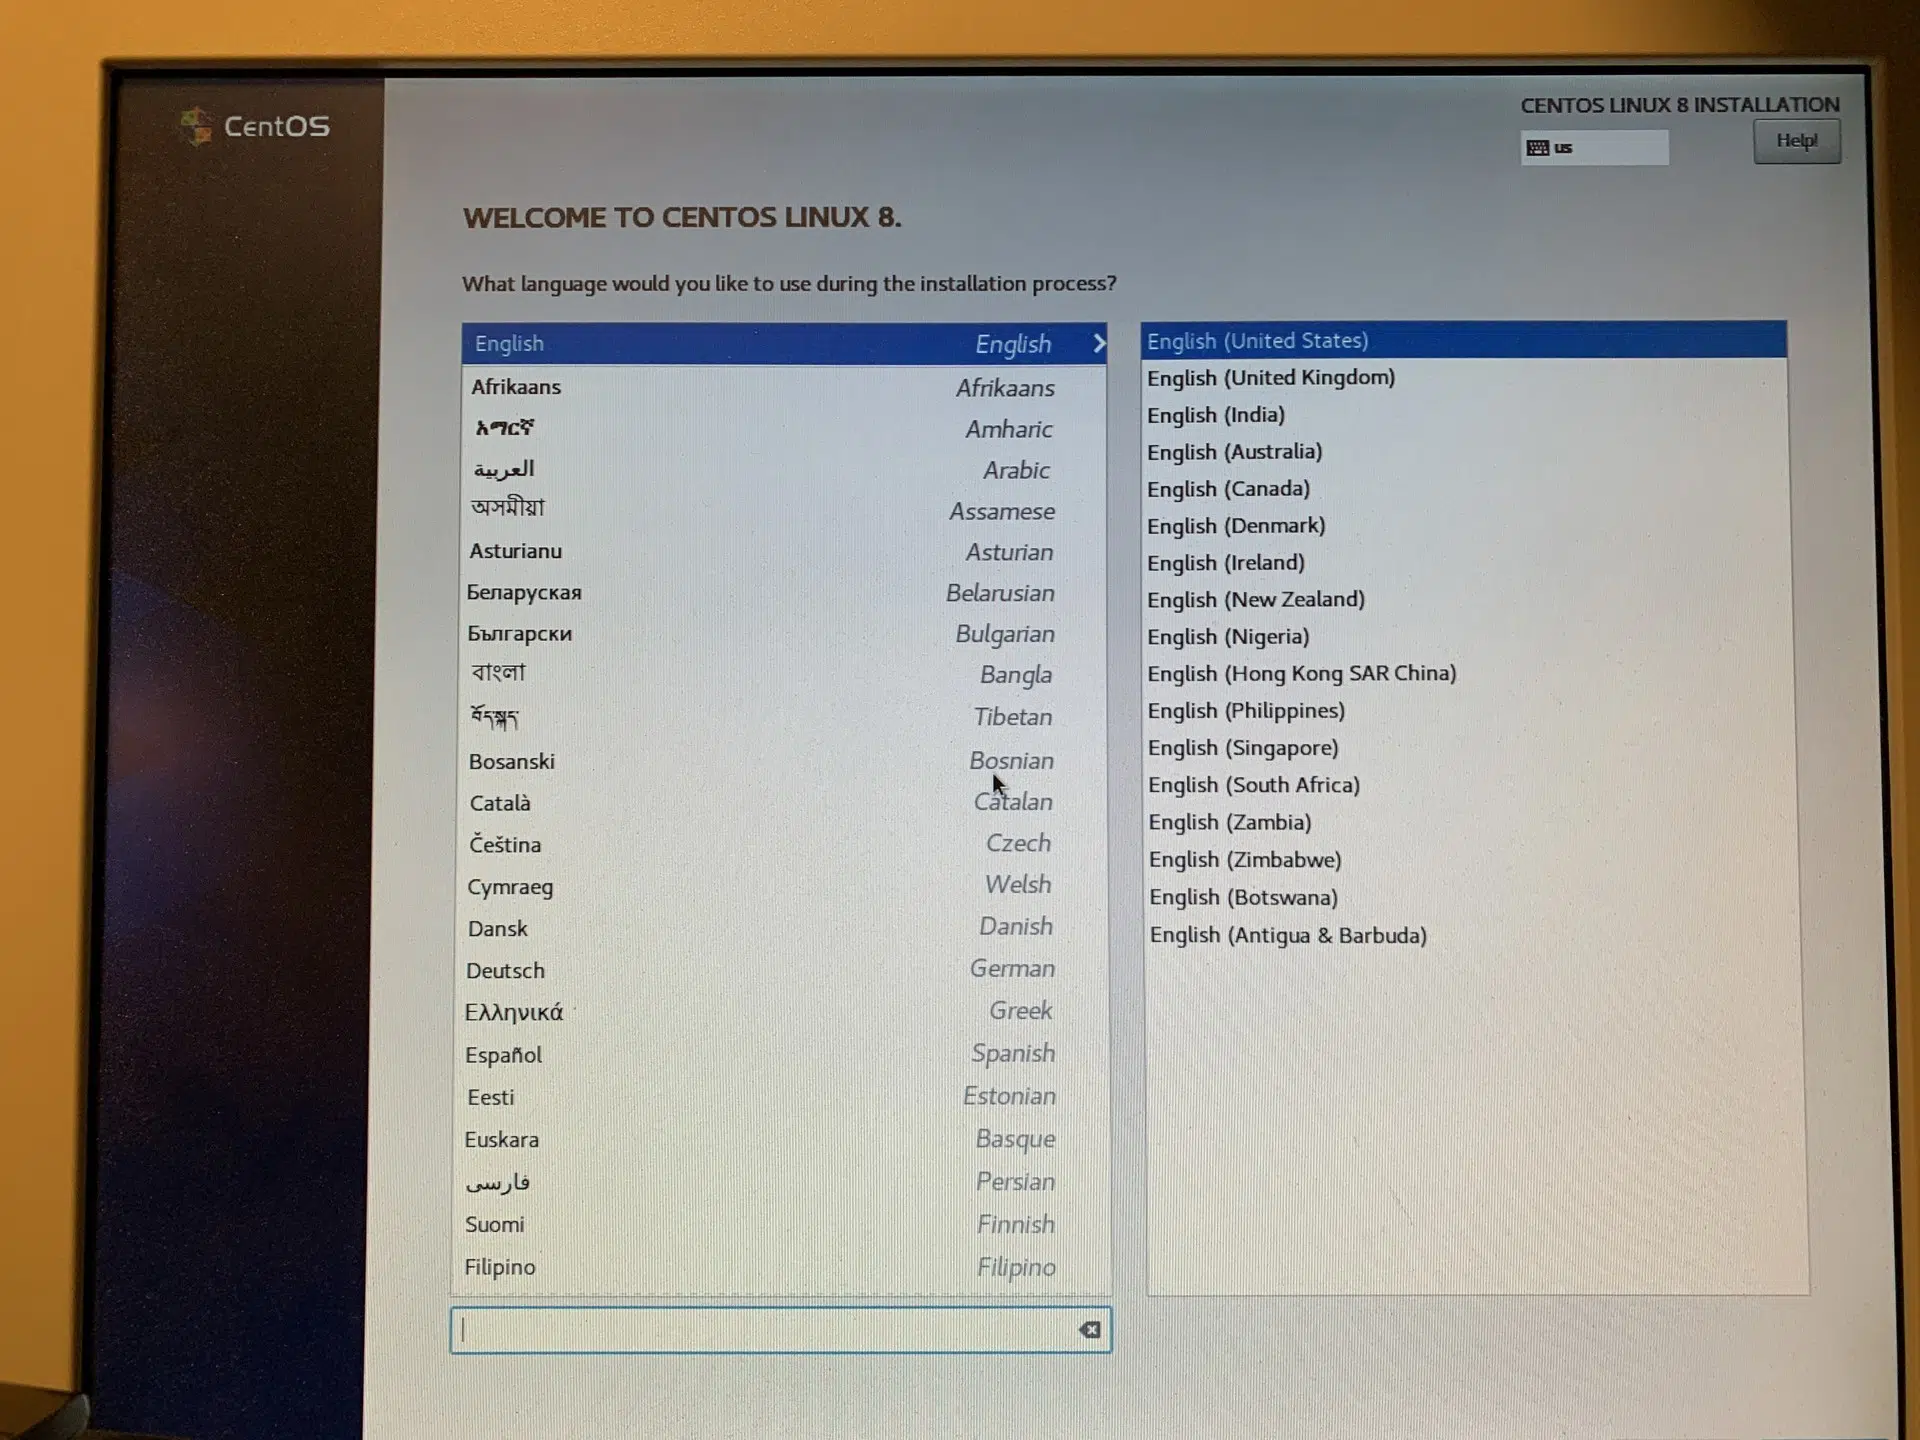 CentOS
CENTOS LINUX 8 INSTALLATION
us
Help!
WELCOME TO CENTOS LINUX 8.
What language would you like to use during the installation process?
English English
Afrikaans Afrikaans
አማርኛ Amharic
العربية Arabic
অসমীয়া Assamese
Asturianu Asturian
Беларуская Belarusian
Български Bulgarian
বাংলা Bangla
བོད་སྐད་ Tibetan
Bosanski Bosnian
Català Catalan
Čeština Czech
Cymraeg Welsh
Dansk Danish
Deutsch German
Ελληνικά Greek
Español Spanish
Eesti Estonian
Euskara Basque
فارسی Persian
Suomi Finnish
Filipino Filipino
English (United States)
English (United Kingdom)
English (India)
English (Australia)
English (Canada)
English (Denmark)
English (Ireland)
English (New Zealand)
English (Nigeria)
English (Hong Kong SAR China)
English (Philippines)
English (Singapore)
English (South Africa)
English (Zambia)
English (Zimbabwe)
English (Botswana)
English (Antigua & Barbuda)